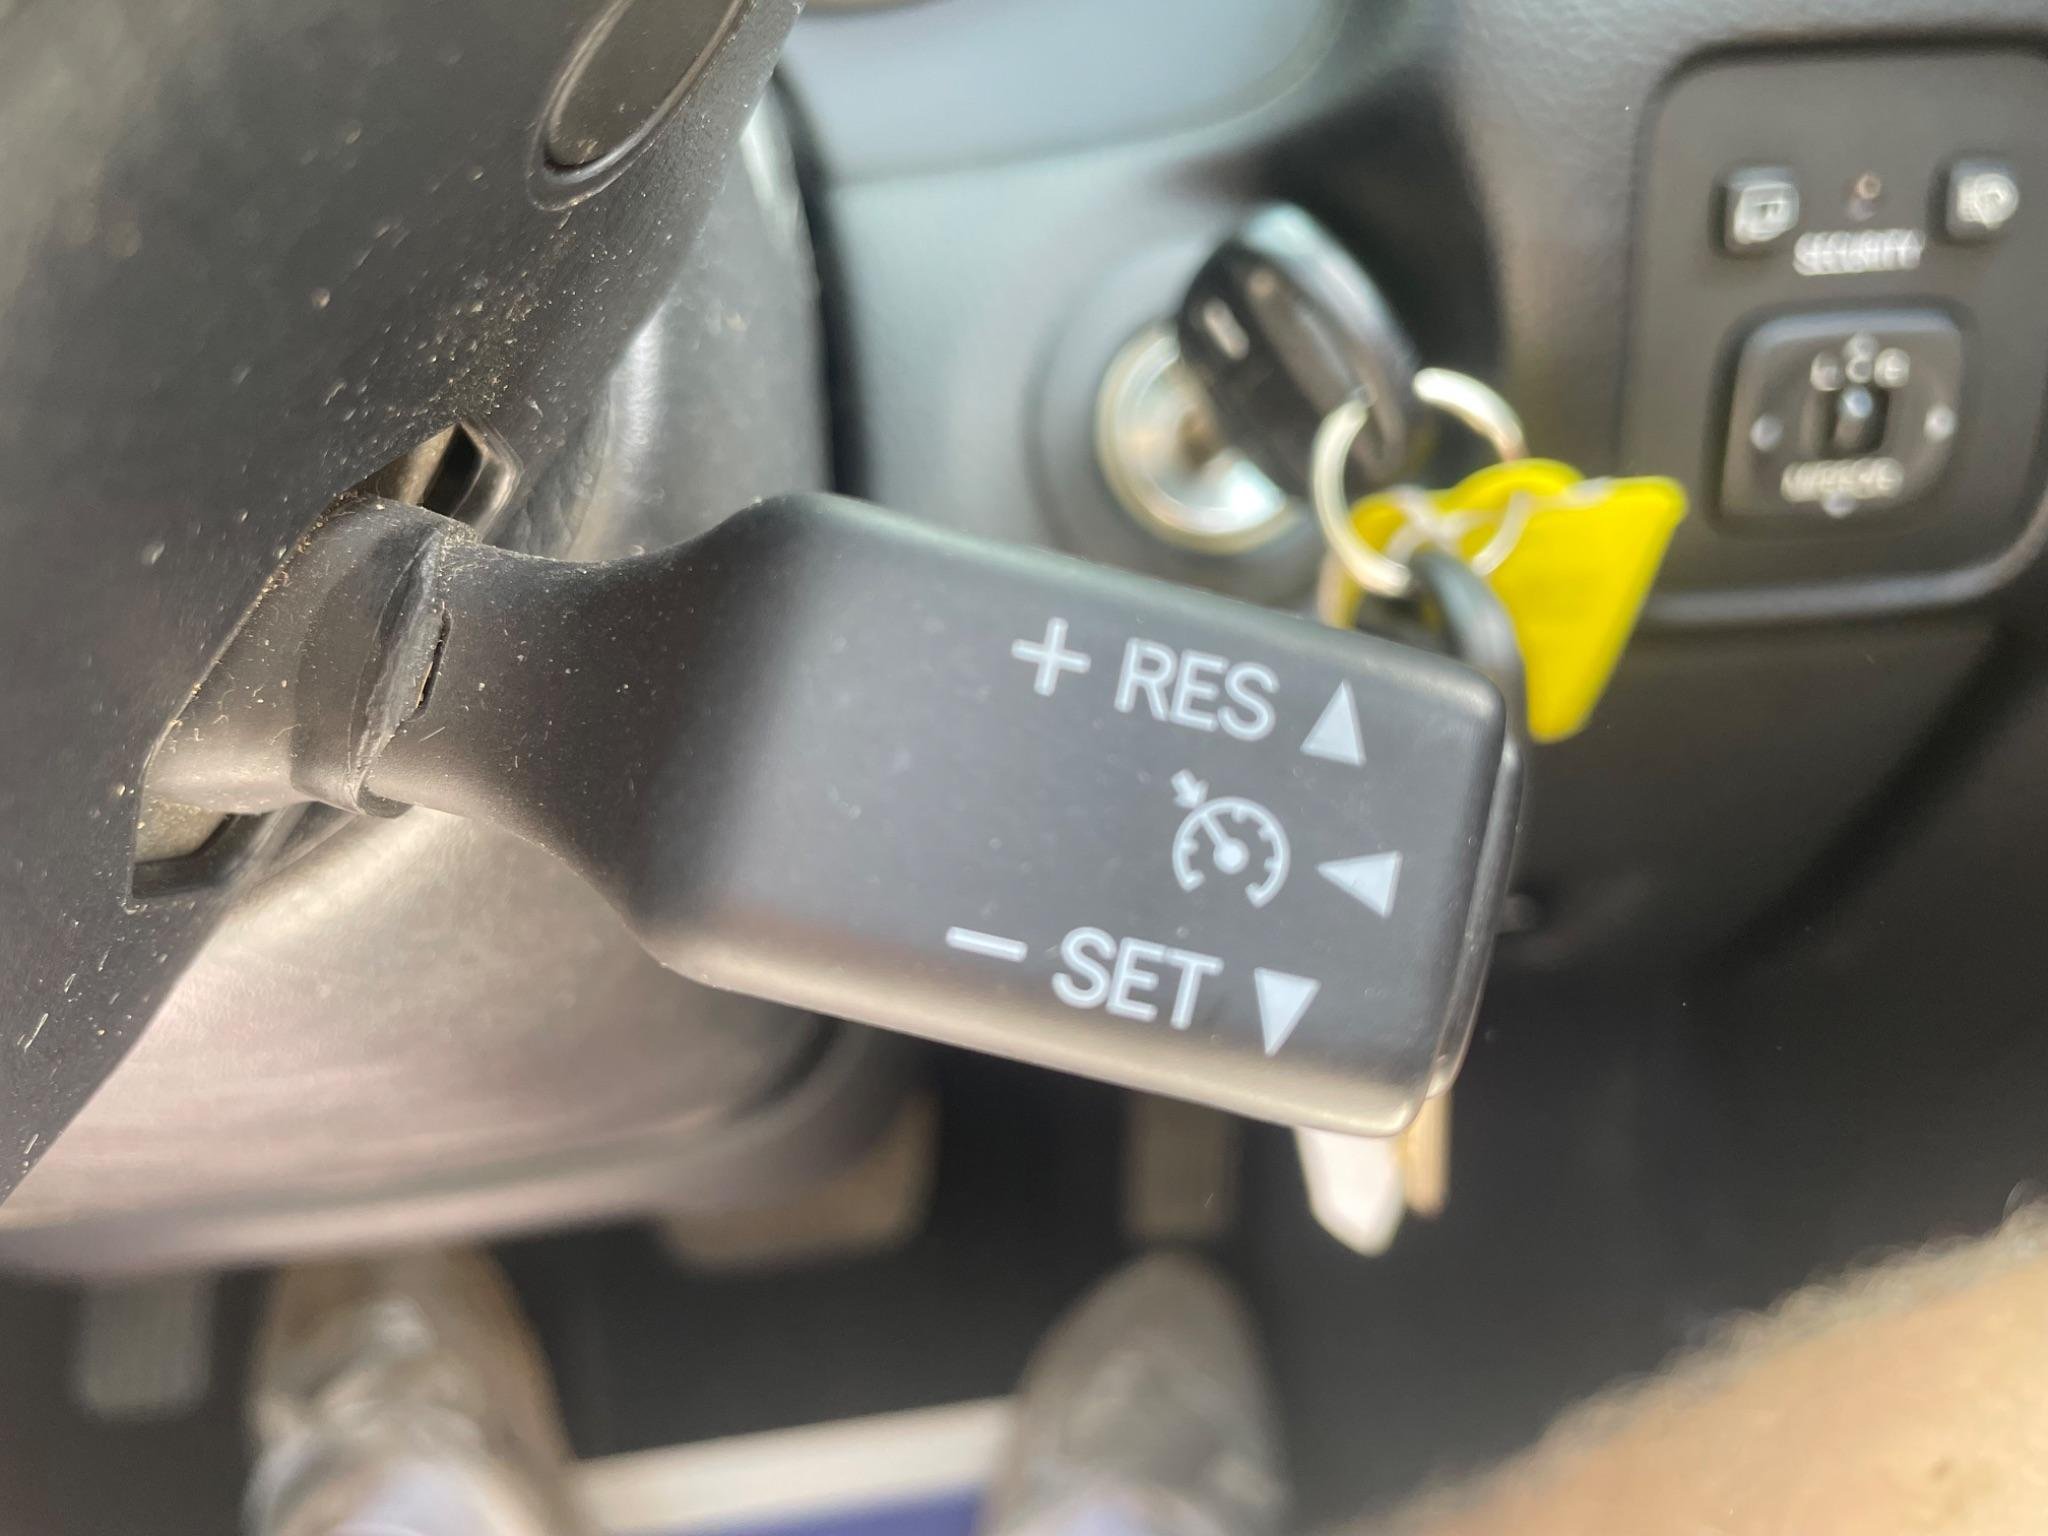 SECURITY
+ RES ▲
◀
– SET ▼